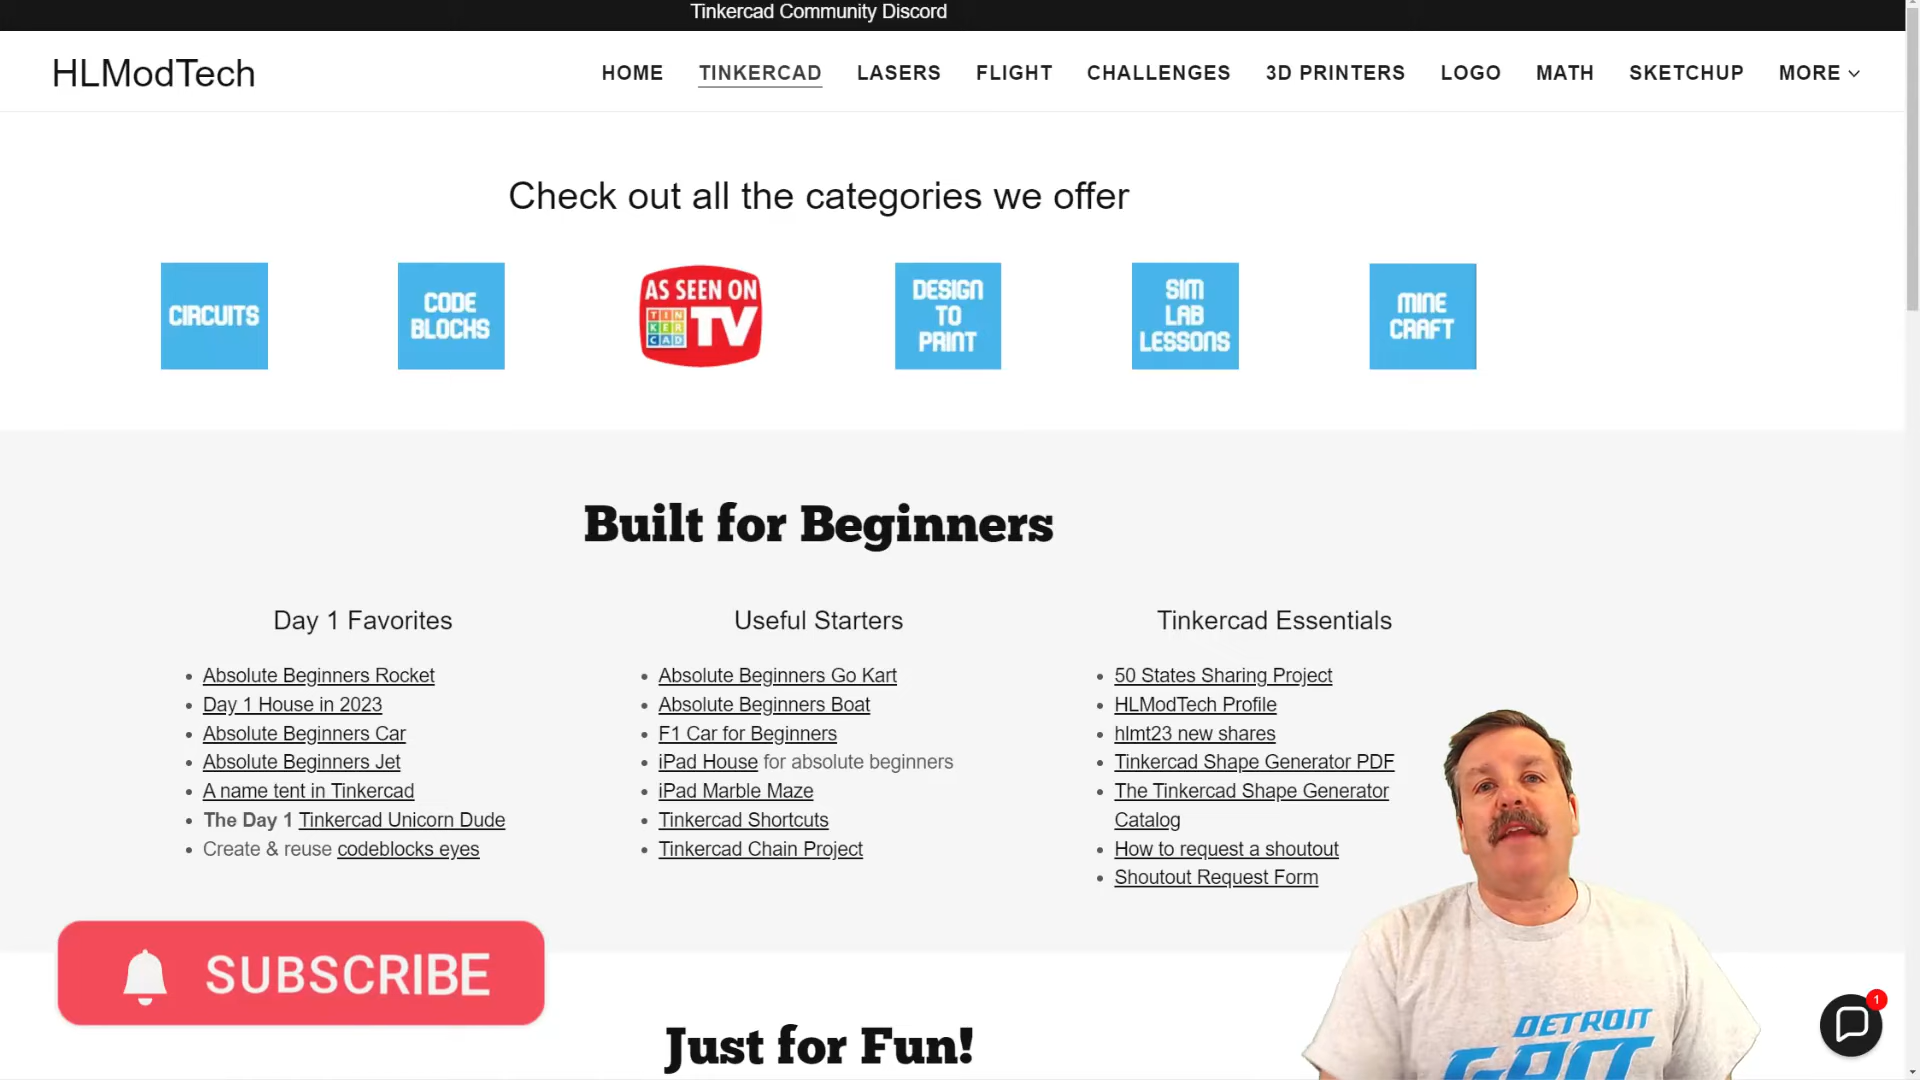 Tinkercad Community Discord
HLModTech
HOME
TINKERCAD
LASERS
FLIGHT
CHALLENGES
3D PRINTERS
LOGO
MATH
SKETCHUP
MORE
Check out all the categories we offer
CIRCUITS
CODE
BLOCKS
AS SEEN ON
TIN
KER
CAD
TV
DESIGN
TO
PRINT
SIM
LAB
LESSONS
MINE
CRAFT
Built for Beginners
Day 1 Favorites
Absolute Beginners Rocket
Day 1 House in 2023
Absolute Beginners Car
Absolute Beginners Jet
A name tent in Tinkercad
The Day 1 Tinkercad Unicorn Dude
Create & reuse codeblocks eyes
Useful Starters
Absolute Beginners Go Kart
Absolute Beginners Boat
F1 Car for Beginners
iPad House for absolute beginners
iPad Marble Maze
Tinkercad Shortcuts
Tinkercad Chain Project
Tinkercad Essentials
50 States Sharing Project
HLModTech Profile
hlmt23 new shares
Tinkercad Shape Generator PDF
The Tinkercad Shape Generator
Catalog
How to request a shoutout
Shoutout Request Form
SUBSCRIBE
Just for Fun!
DETROIT
1